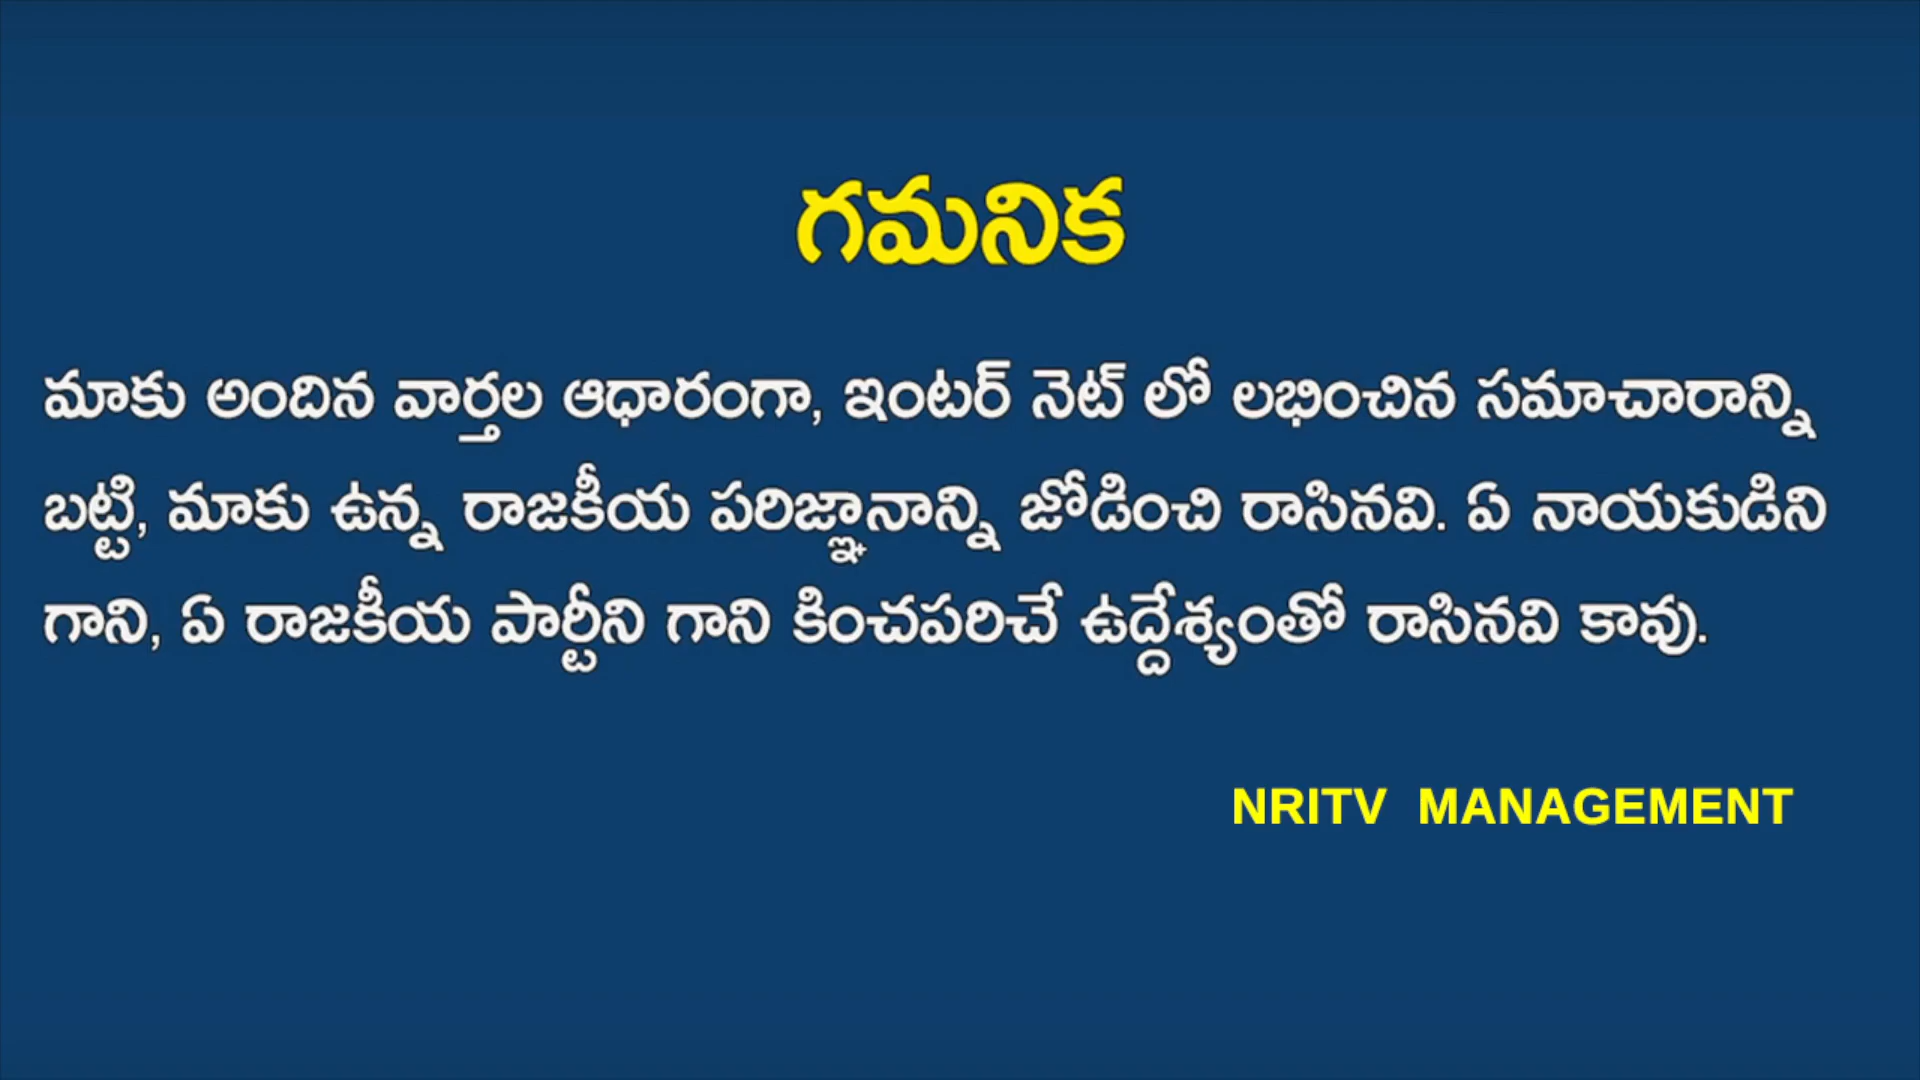 గమనిక
మాకు అందిన వార్తల ఆధారంగా, ఇంటర్ నెట్ లో లభించిన సమాచారాన్ని
బట్టి, మాకు ఉన్న రాజకీయ పరిజ్ఞానాన్ని జోడించి రాసినవి. ఏ నాయకుడిని
గాని, ఏ రాజకీయ పార్టీని గాని కించపరిచే ఉద్దేశ్యంతో రాసినవి కావు.
NRITV MANAGEMENT